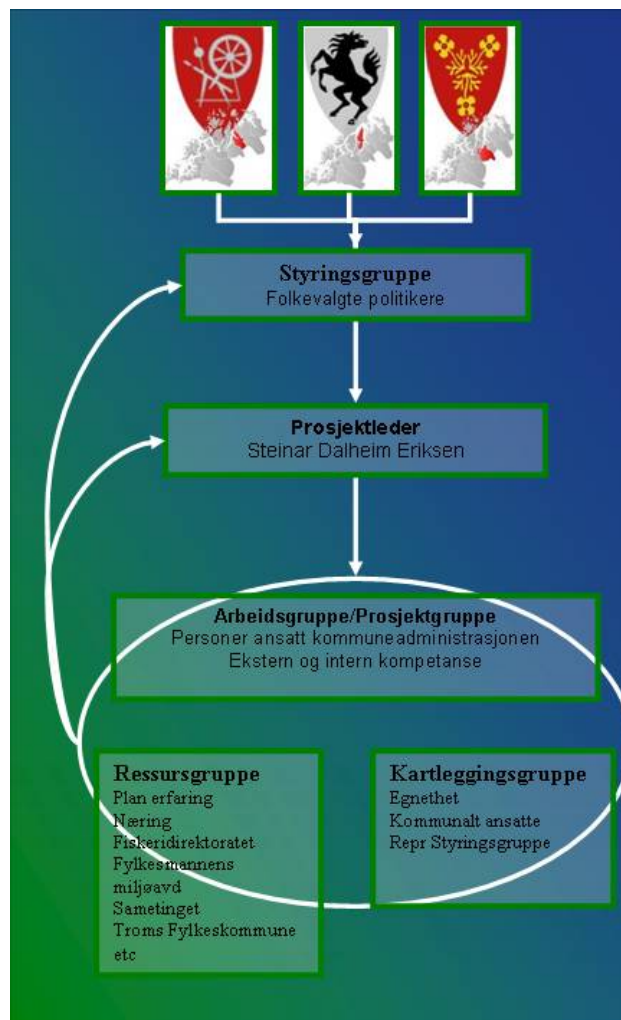 Styringsgruppe
Folkevalgte politikere
Prosjektleder
Steinar Dalheim Eriksen
Arbeidsgruppe/Prosjektgruppe
Personer ansatt kommuneadministrasjonen
Ekstern og intern kompetanse
Ressursgruppe
Plan erfaring
Næring
Fiskeridirektoratet
Fylkesmannens
miljøavd
Sametinget
Troms Fylkeskommune
etc
Kartleggingsgruppe
Egnethet
Kommunalt ansatte
Repr Styringsgruppe